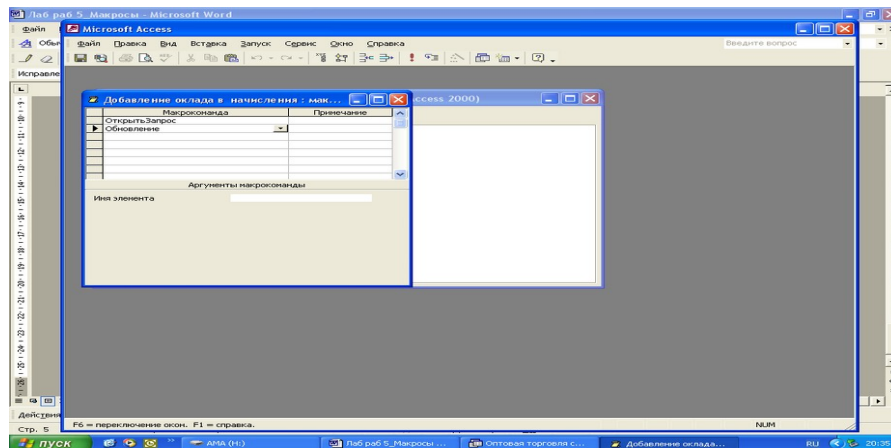 Лаб раб 5_Макросы - Microsoft Word
Файл
Microsoft Access
Файл Правка Вид Вставка Запуск Сервис Окно Справка
Введите вопрос
Исправле
Добавление оклада в начисления : мак...
ccess 2000)
Макрокоманда Примечание
ОткрытьЗапрос
Обновление
Аргументы макрокоманды
Имя элемента
Действия
F6 = переключение окон. F1 = справка.
NUM
Стр. 5
пуск
AMA (H:)
Лаб раб 5_Макросы ...
Оптовая торговля с...
Добавление оклада...
RU
20:35